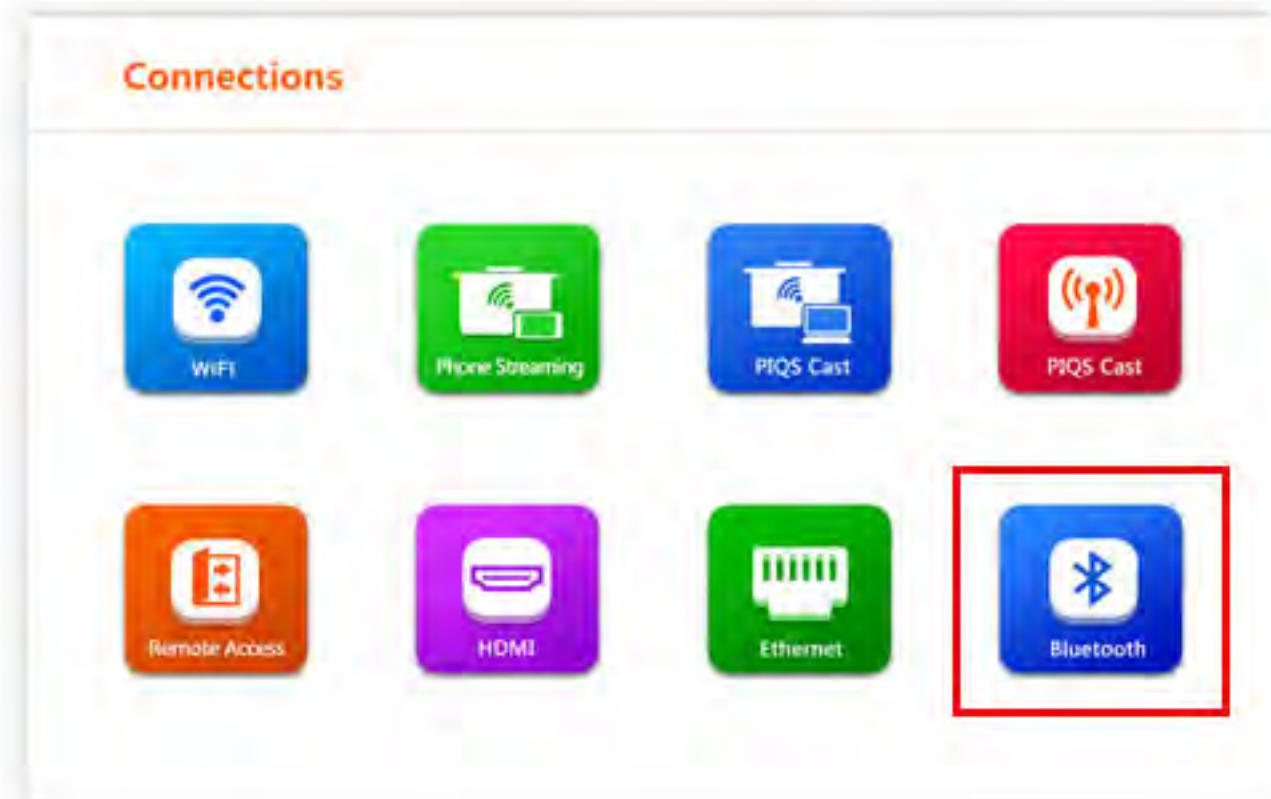 Connections
WiFi
Phone Streaming
PIQS Cast
PIQS Cast
Remote Access
HDMI
Ethernet
Bluetooth